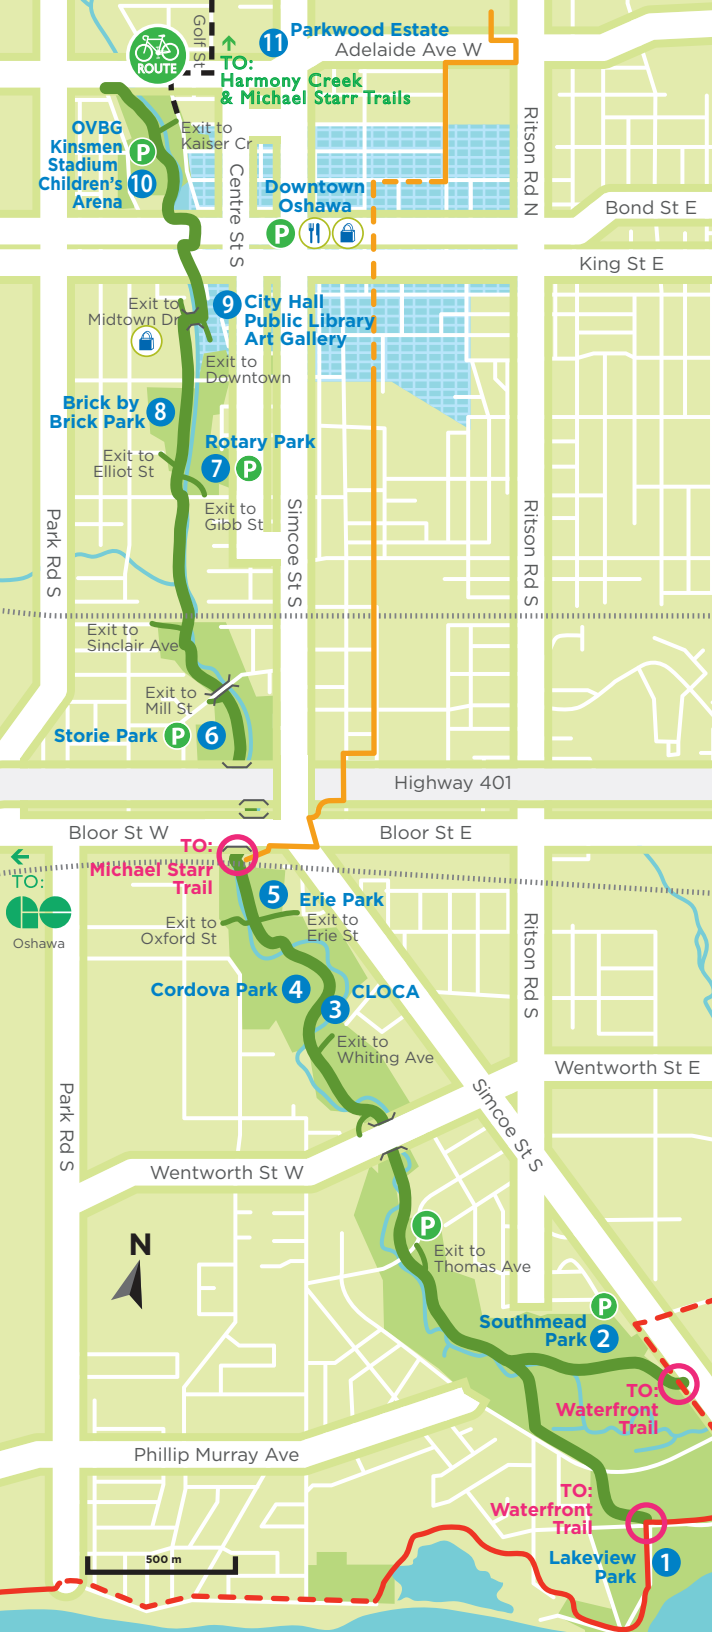 Golf St
ROUTE
11
Parkwood Estate
Adelaide Ave W
TO:
Harmony Creek
& Michael Starr Trails
OVBG
Kinsmen
Stadium
Children's
Arena
P
10
Exit to
Kaiser Cr
Centre St S
Ritson Rd N
Downtown
Oshawa
P
Bond St E
King St E
Exit to
Midtown Dr
9
City Hall
Public Library
Art Gallery
Exit to
Downtown
Brick by
Brick Park
8
Rotary Park
7
P
Exit to
Elliot St
Exit to
Gibb St
Park Rd S
Simcoe St S
Ritson Rd S
Exit to
Sinclair Ave
Exit to
Mill St
Storie Park
P
6
Highway 401
Bloor St W
Bloor St E
TO:
Michael Starr
Trail
TO:
GO
Oshawa
5
Erie Park
Exit to
Oxford St
Exit to
Erie St
Ritson Rd S
Cordova Park
4
3
CLOCA
Exit to
Whiting Ave
Wentworth St E
Park Rd S
Simcoe St S
Wentworth St W
N
P
Exit to
Thomas Ave
P
Southmead
Park
2
TO:
Waterfront
Trail
Phillip Murray Ave
TO:
Waterfront
Trail
500 m
Lakeview
Park
1